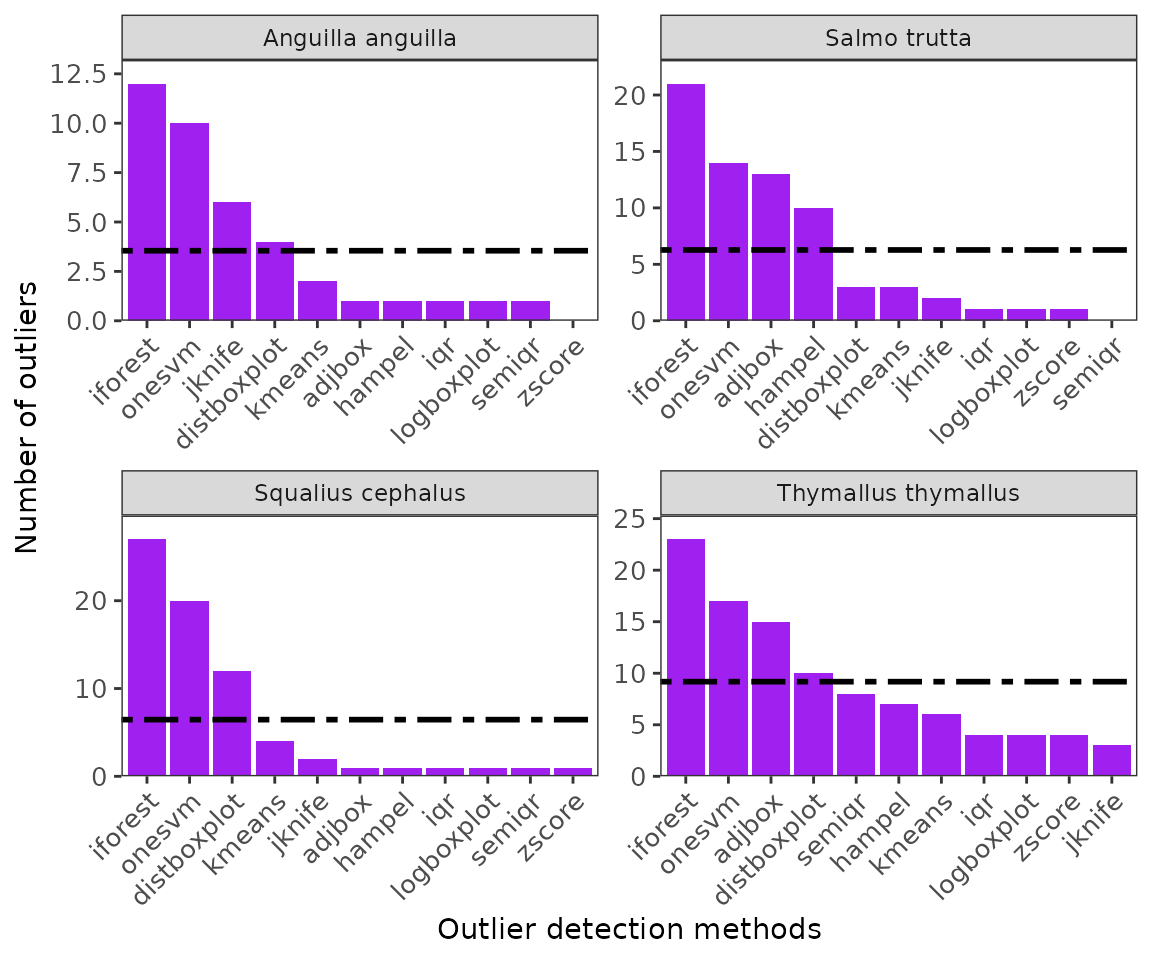 Anguilla anguilla
12.5
10.0
7.5
5.0
2.5
0.0
iforest
onesvm
jknife
distboxplot
kmeans
adjbox
hampel
iqr
logboxplot
semiqr
zscore
Salmo trutta
20
15
10
5
0
iforest
onesvm
adjbox
hampel
distboxplot
kmeans
jknife
iqr
logboxplot
zscore
semiqr
Number of outliers
Squalius cephalus
20
10
0
iforest
onesvm
distboxplot
kmeans
jknife
adjbox
hampel
iqr
logboxplot
semiqr
zscore
Thymallus thymallus
25
20
15
10
5
0
iforest
onesvm
adjbox
distboxplot
semiqr
hampel
kmeans
iqr
logboxplot
zscore
jknife
Outlier detection methods